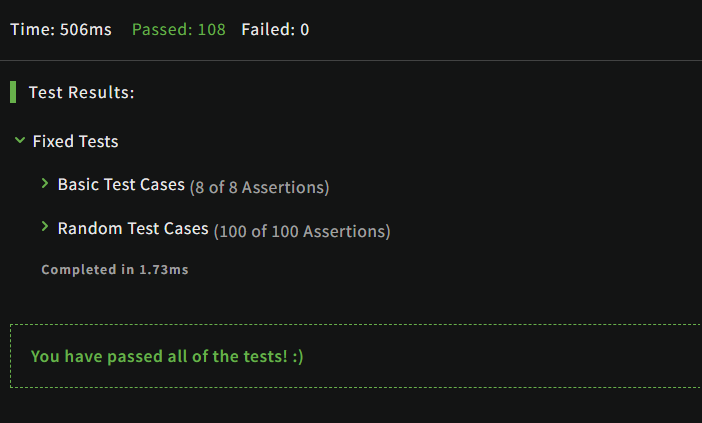 Time: 506ms Passed: 108 Failed: 0
Test Results:
Fixed Tests
Basic Test Cases (8 of 8 Assertions)
Random Test Cases (100 of 100 Assertions)
Completed in 1.73ms
You have passed all of the tests! :)